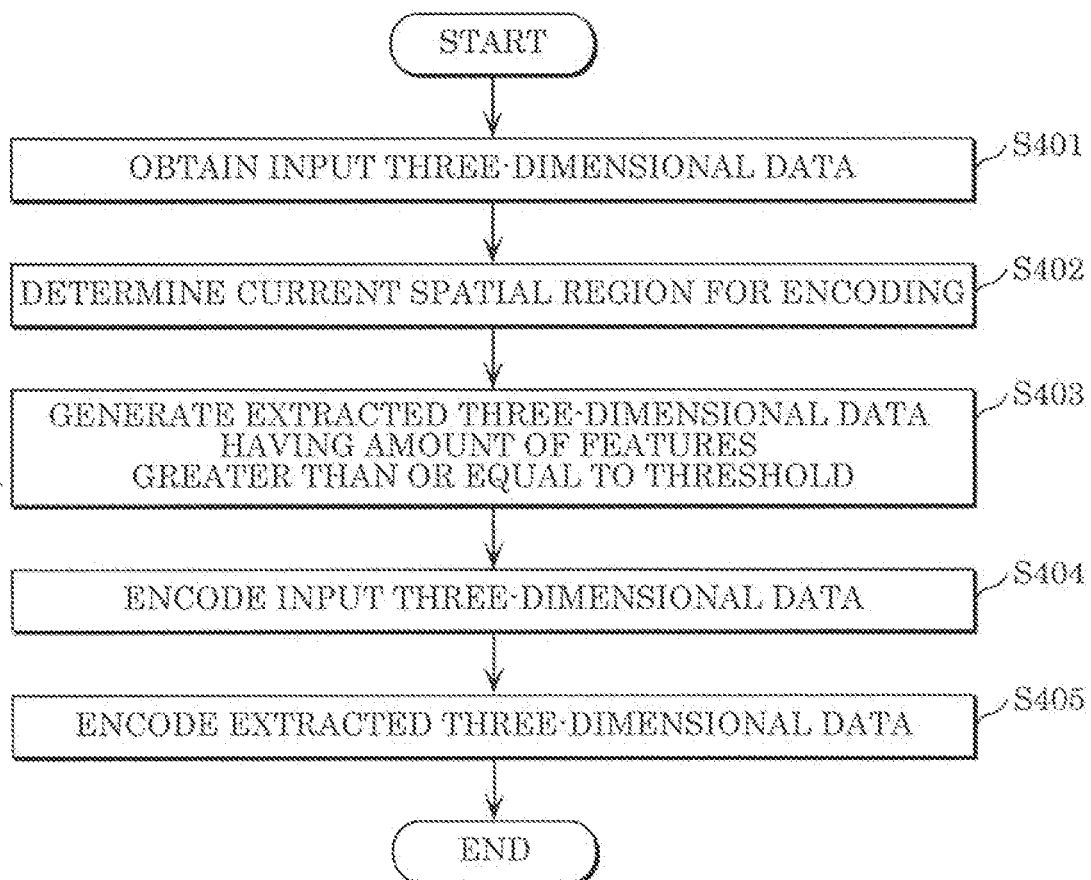 START
OBTAIN INPUT THREE-DIMENSIONAL DATA
S401
DETERMINE CURRENT SPATIAL REGION FOR ENCODING
S402
GENERATE EXTRACTED THREE-DIMENSIONAL DATA
HAVING AMOUNT OF FEATURES
GREATER THAN OR EQUAL TO THRESHOLD
S403
ENCODE INPUT THREE-DIMENSIONAL DATA
S404
ENCODE EXTRACTED THREE-DIMENSIONAL DATA
S405
END